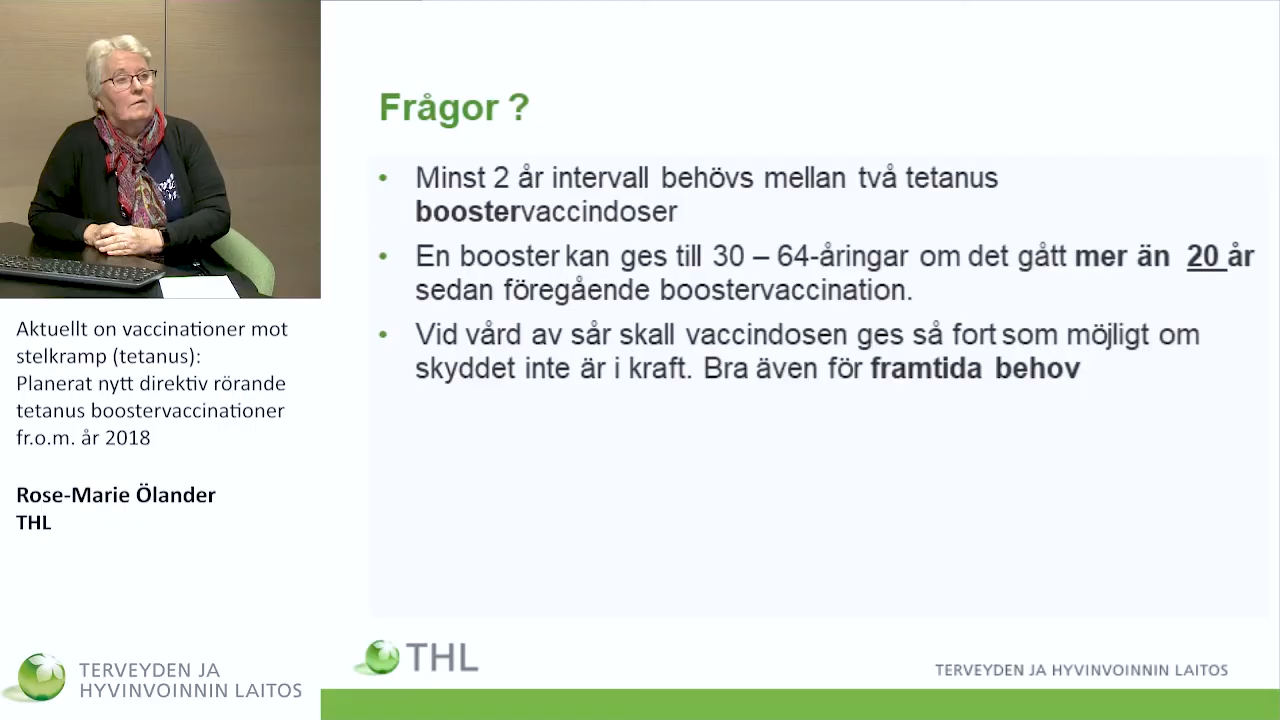 Frågor ?
• Minst 2 år intervall behövs mellan två tetanus
boostervaccindoser
• En booster kan ges till 30 – 64-åringar om det gått mer än 20 år
sedan föregående boostervaccination.
• Vid vård av sår skall vaccindosen ges så fort som möjligt om
skyddet inte är i kraft. Bra även för framtida behov
Aktuellt on vaccinationer mot
stelkramp (tetanus):
Planerat nytt direktiv rörande
tetanus boostervaccinationer
fr.o.m. år 2018
Rose-Marie Ölander
THL
TERVEYDEN JA
HYVINVOINNIN LAITOS
THL
TERVEYDEN JA HYVINVOINNIN LAITOS